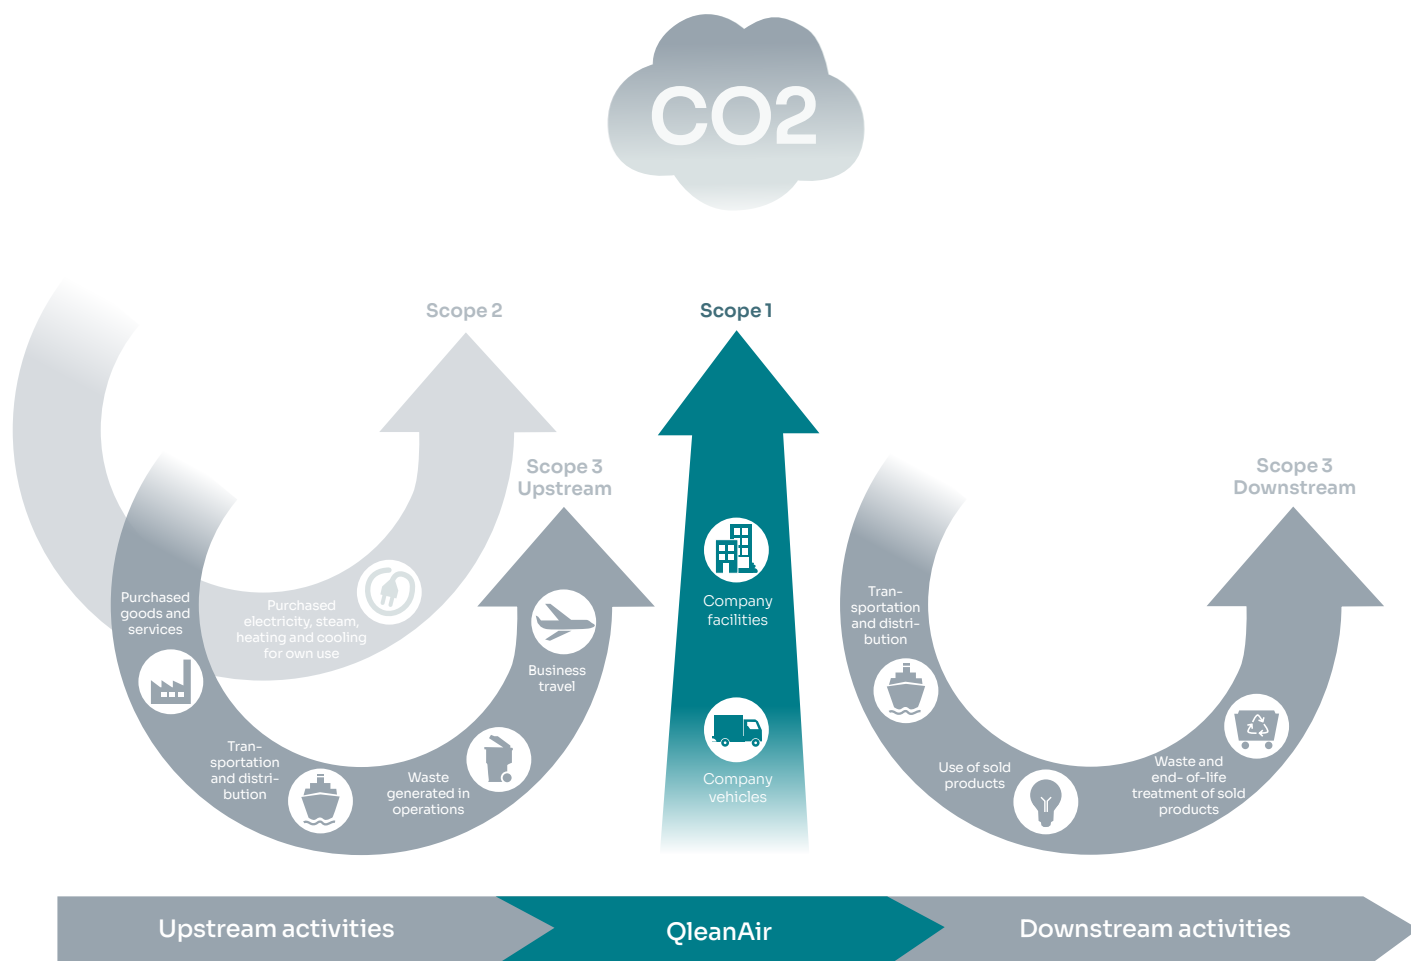 CO2
Scope 2
Scope 1
Scope 3
Upstream
Scope 3
Downstream
Purchased
goods and
services
Purchased
electricity, steam,
heating and cooling
for own use
Tran-
sportation
and distri-
bution
Waste
generated in
operations
Business
travel
Company
facilities
Company
vehicles
Tran-
sportation
and distri-
bution
Use of sold
products
Waste and
end- of-life
treatment of sold
products
Upstream activities
QleanAir
Downstream activities